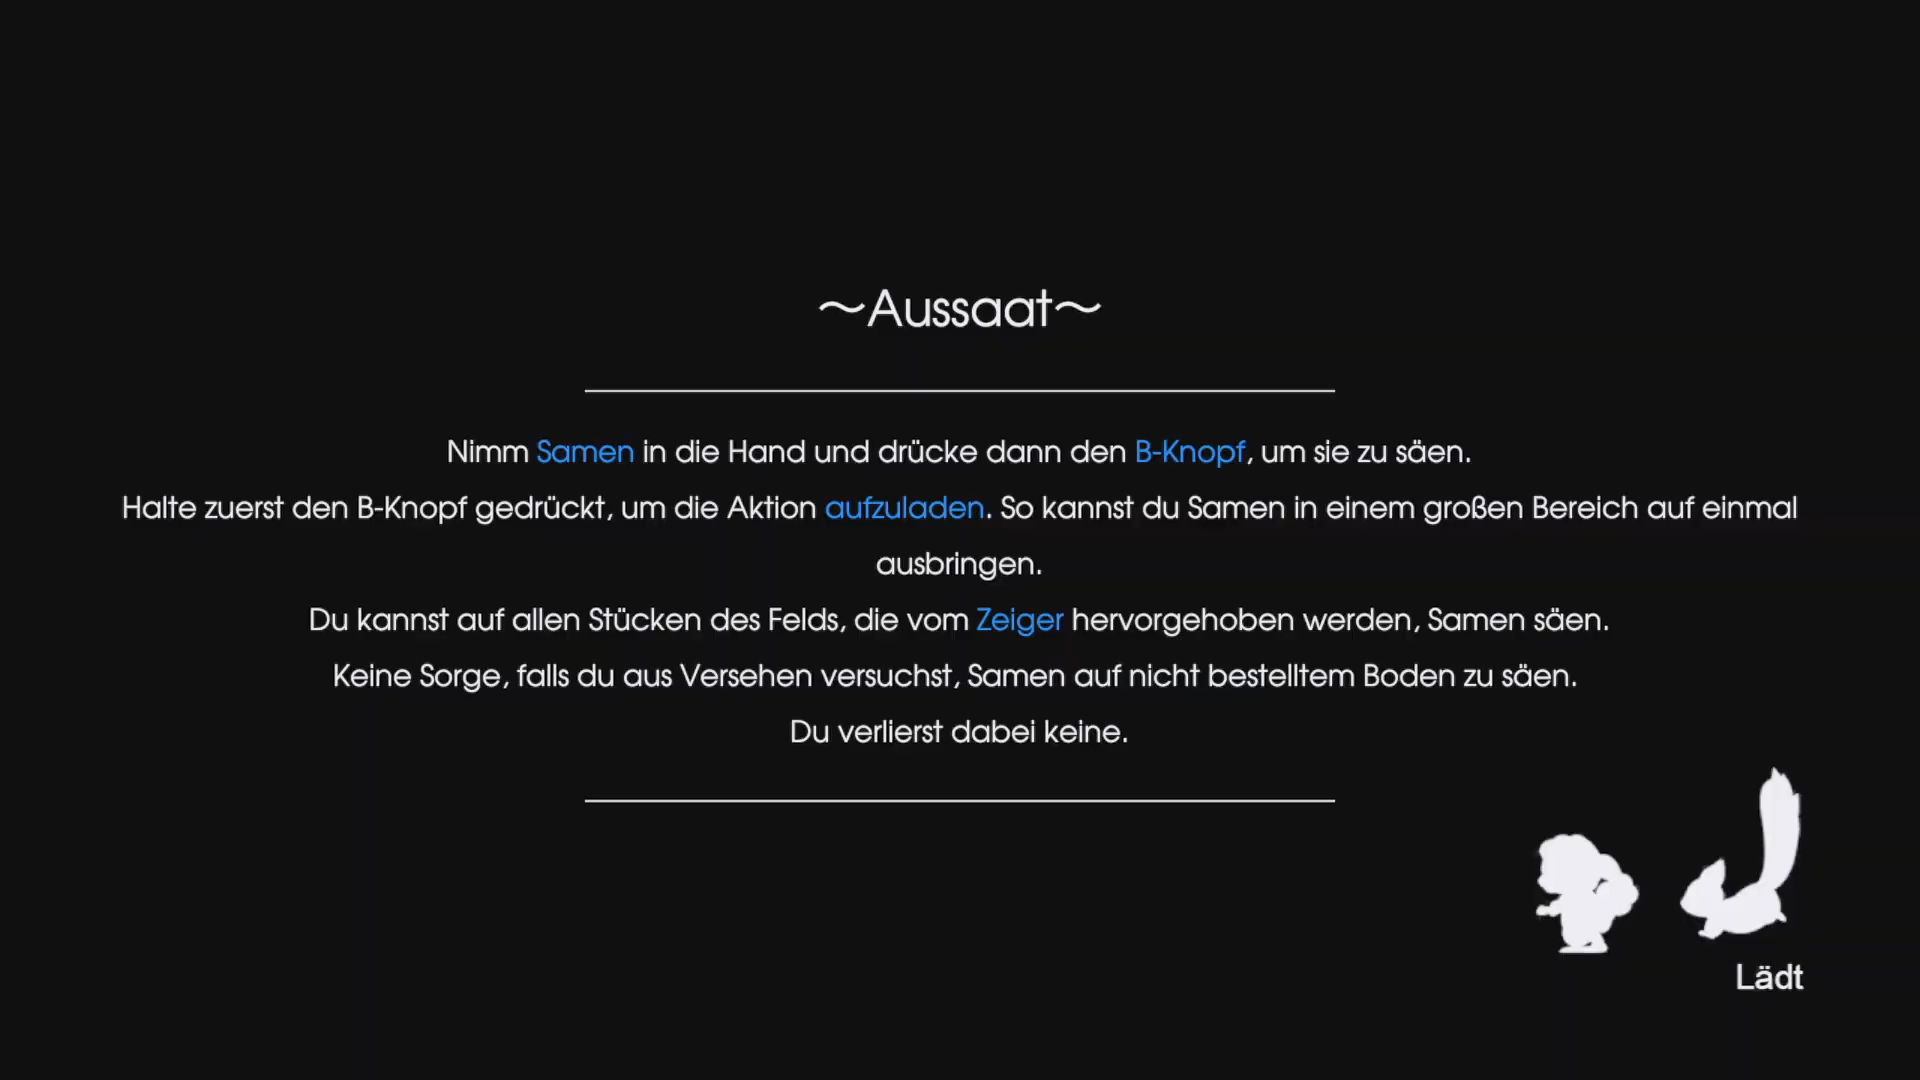 ～Aussaat～
Nimm Samen in die Hand und drücke dann den B-Knopf, um sie zu säen.
Halte zuerst den B-Knopf gedrückt, um die Aktion aufzuladen. So kannst du Samen in einem großen Bereich auf einmal
ausbringen.
Du kannst auf allen Stücken des Felds, die vom Zeiger hervorgehoben werden, Samen säen.
Keine Sorge, falls du aus Versehen versuchst, Samen auf nicht bestelltem Boden zu säen.
Du verlierst dabei keine.
Lädt